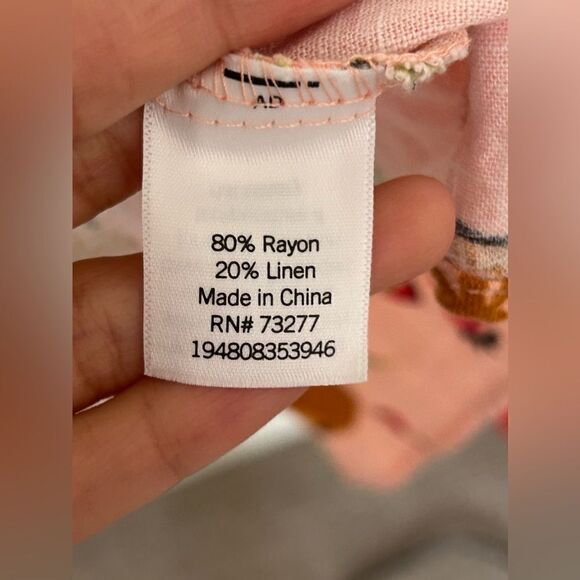 80% Rayon
20% Linen
Made in China
RN# 73277
194808353946